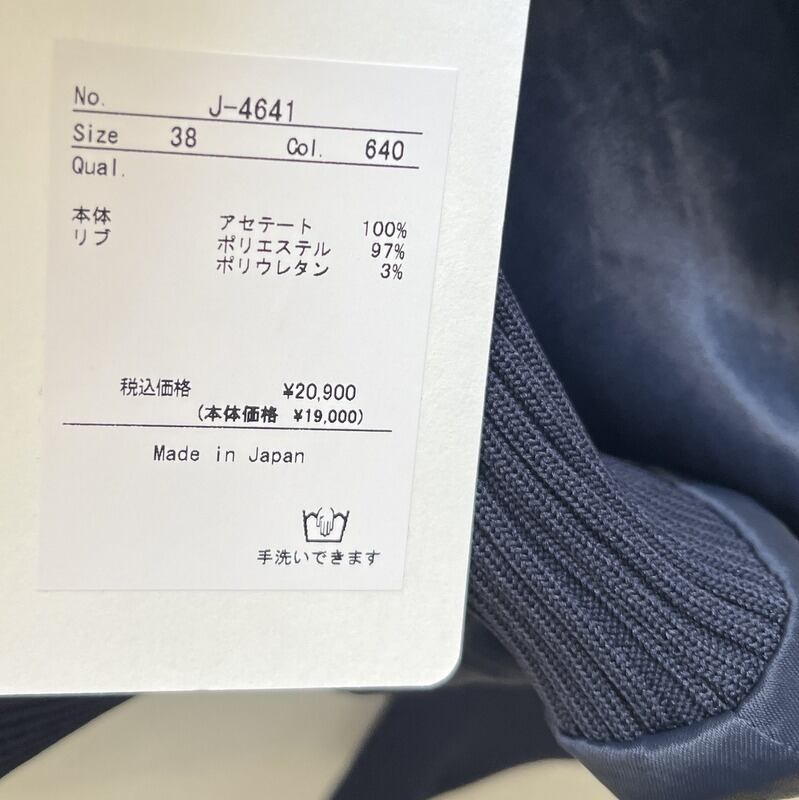 No. J-4641
Size 38 Col. 640
Qual.
本体 アセテート 100%
リブ ポリエステル 97%
ポリウレタン 3%
税込価格 ¥20,900
(本体価格 ¥19,000)
Made in Japan
手洗いできます